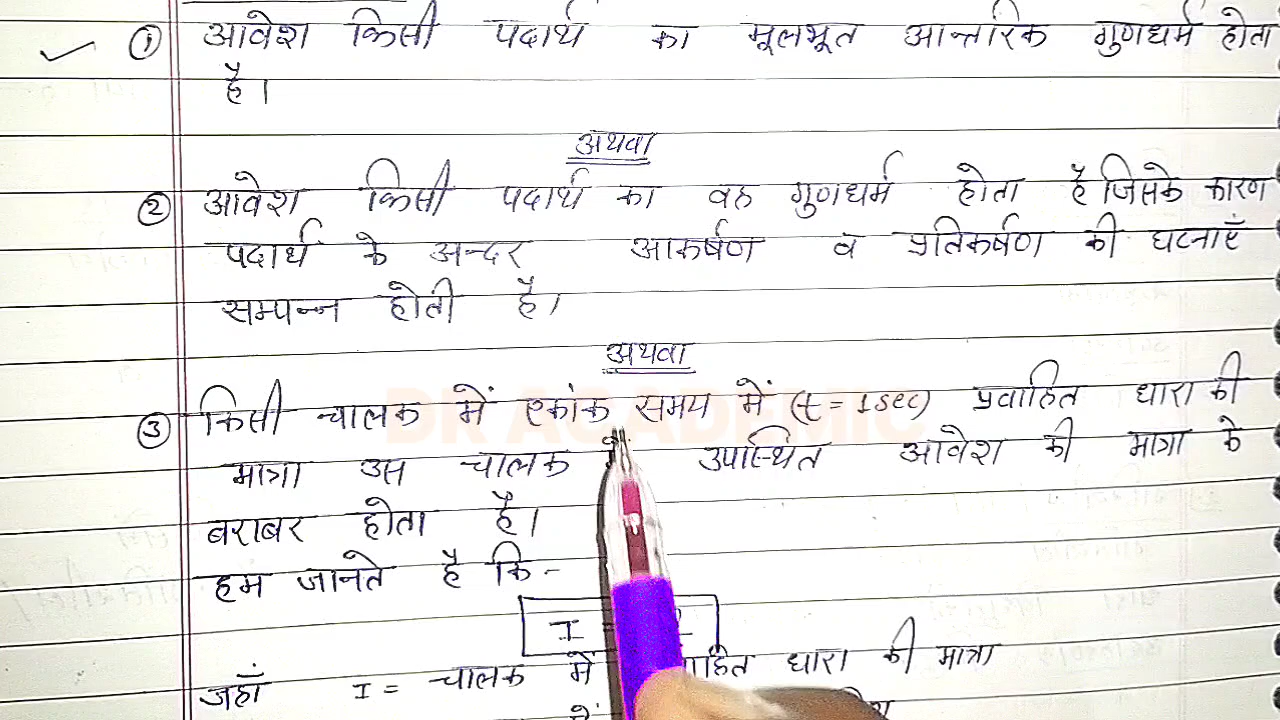 ① आवेश किसी पदार्थ का मूलभूत आन्तरिक गुणधर्म होता
है।
अथवा
② आवेश किसी पदार्थ का वह गुणधर्म होता है जिसके कारण
पदार्थ के अन्दर आकर्षण व प्रतिकर्षण की घटनाएँ
सम्पन्न होती है।
अथवा
DR ACADEMIC
③ किसी चालक में एकांक समय में (t = 1sec) प्रवाहित धारा की
मात्रा उस चालक उपस्थित आवेश की मात्रा के
बराबर होता है।
हम जानते है कि-
I
जहाँ I = चालक में धारा की मात्रा